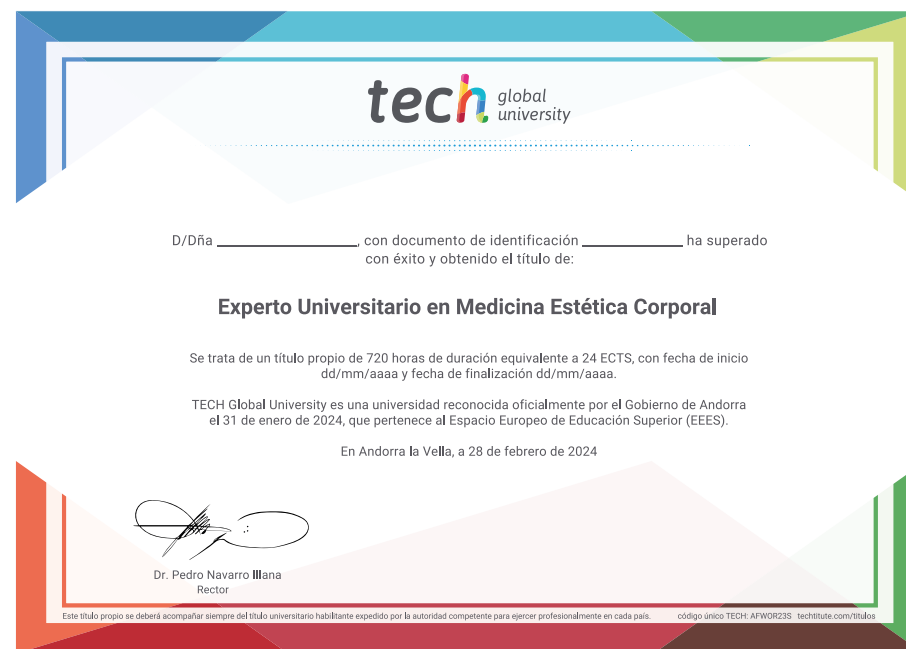 tech global university
D/Dña ____________, con documento de identificación ____________ ha superado
con éxito y obtenido el título de:
Experto Universitario en Medicina Estética Corporal
Se trata de un título propio de 720 horas de duración equivalente a 24 ECTS, con fecha de inicio
dd/mm/aaaa y fecha de finalización dd/mm/aaaa.
TECH Global University es una universidad reconocida oficialmente por el Gobierno de Andorra
el 31 de enero de 2024, que pertenece al Espacio Europeo de Educación Superior (EEES).
En Andorra la Vella, a 28 de febrero de 2024
Dr. Pedro Navarro Illana
Rector
Este título propio se deberá acompañar siempre del título universitario habilitante expedido por la autoridad competente para ejercer profesionalmente en cada país. código único TECH: AFWOR23S techtitute.com/titulos